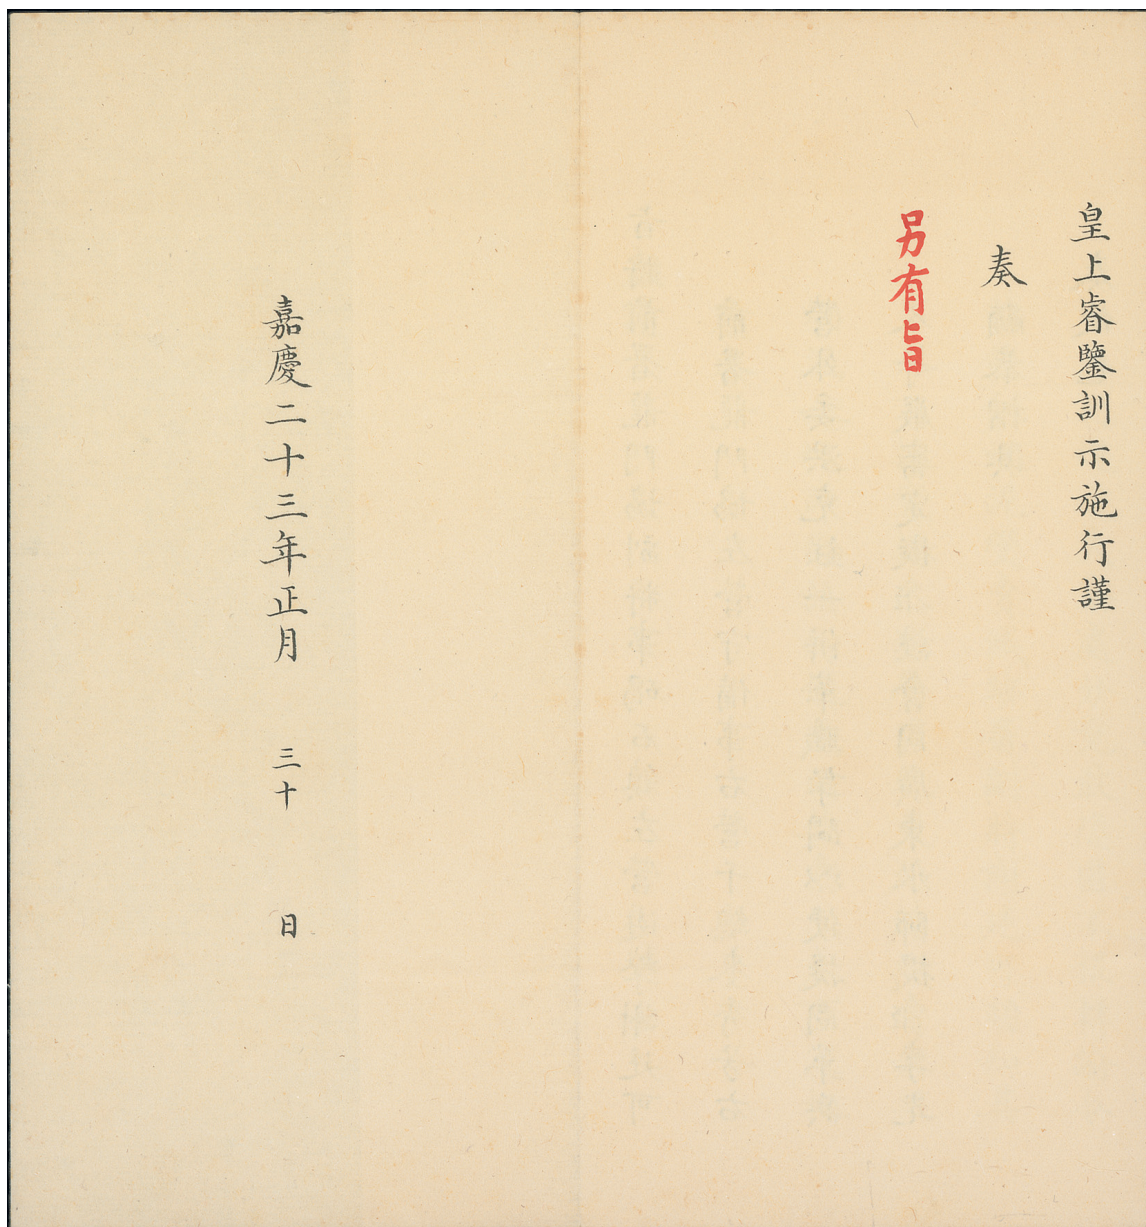 皇上睿鑒訓示施行謹
奏
另有旨
嘉慶二十三年正月 三十 日